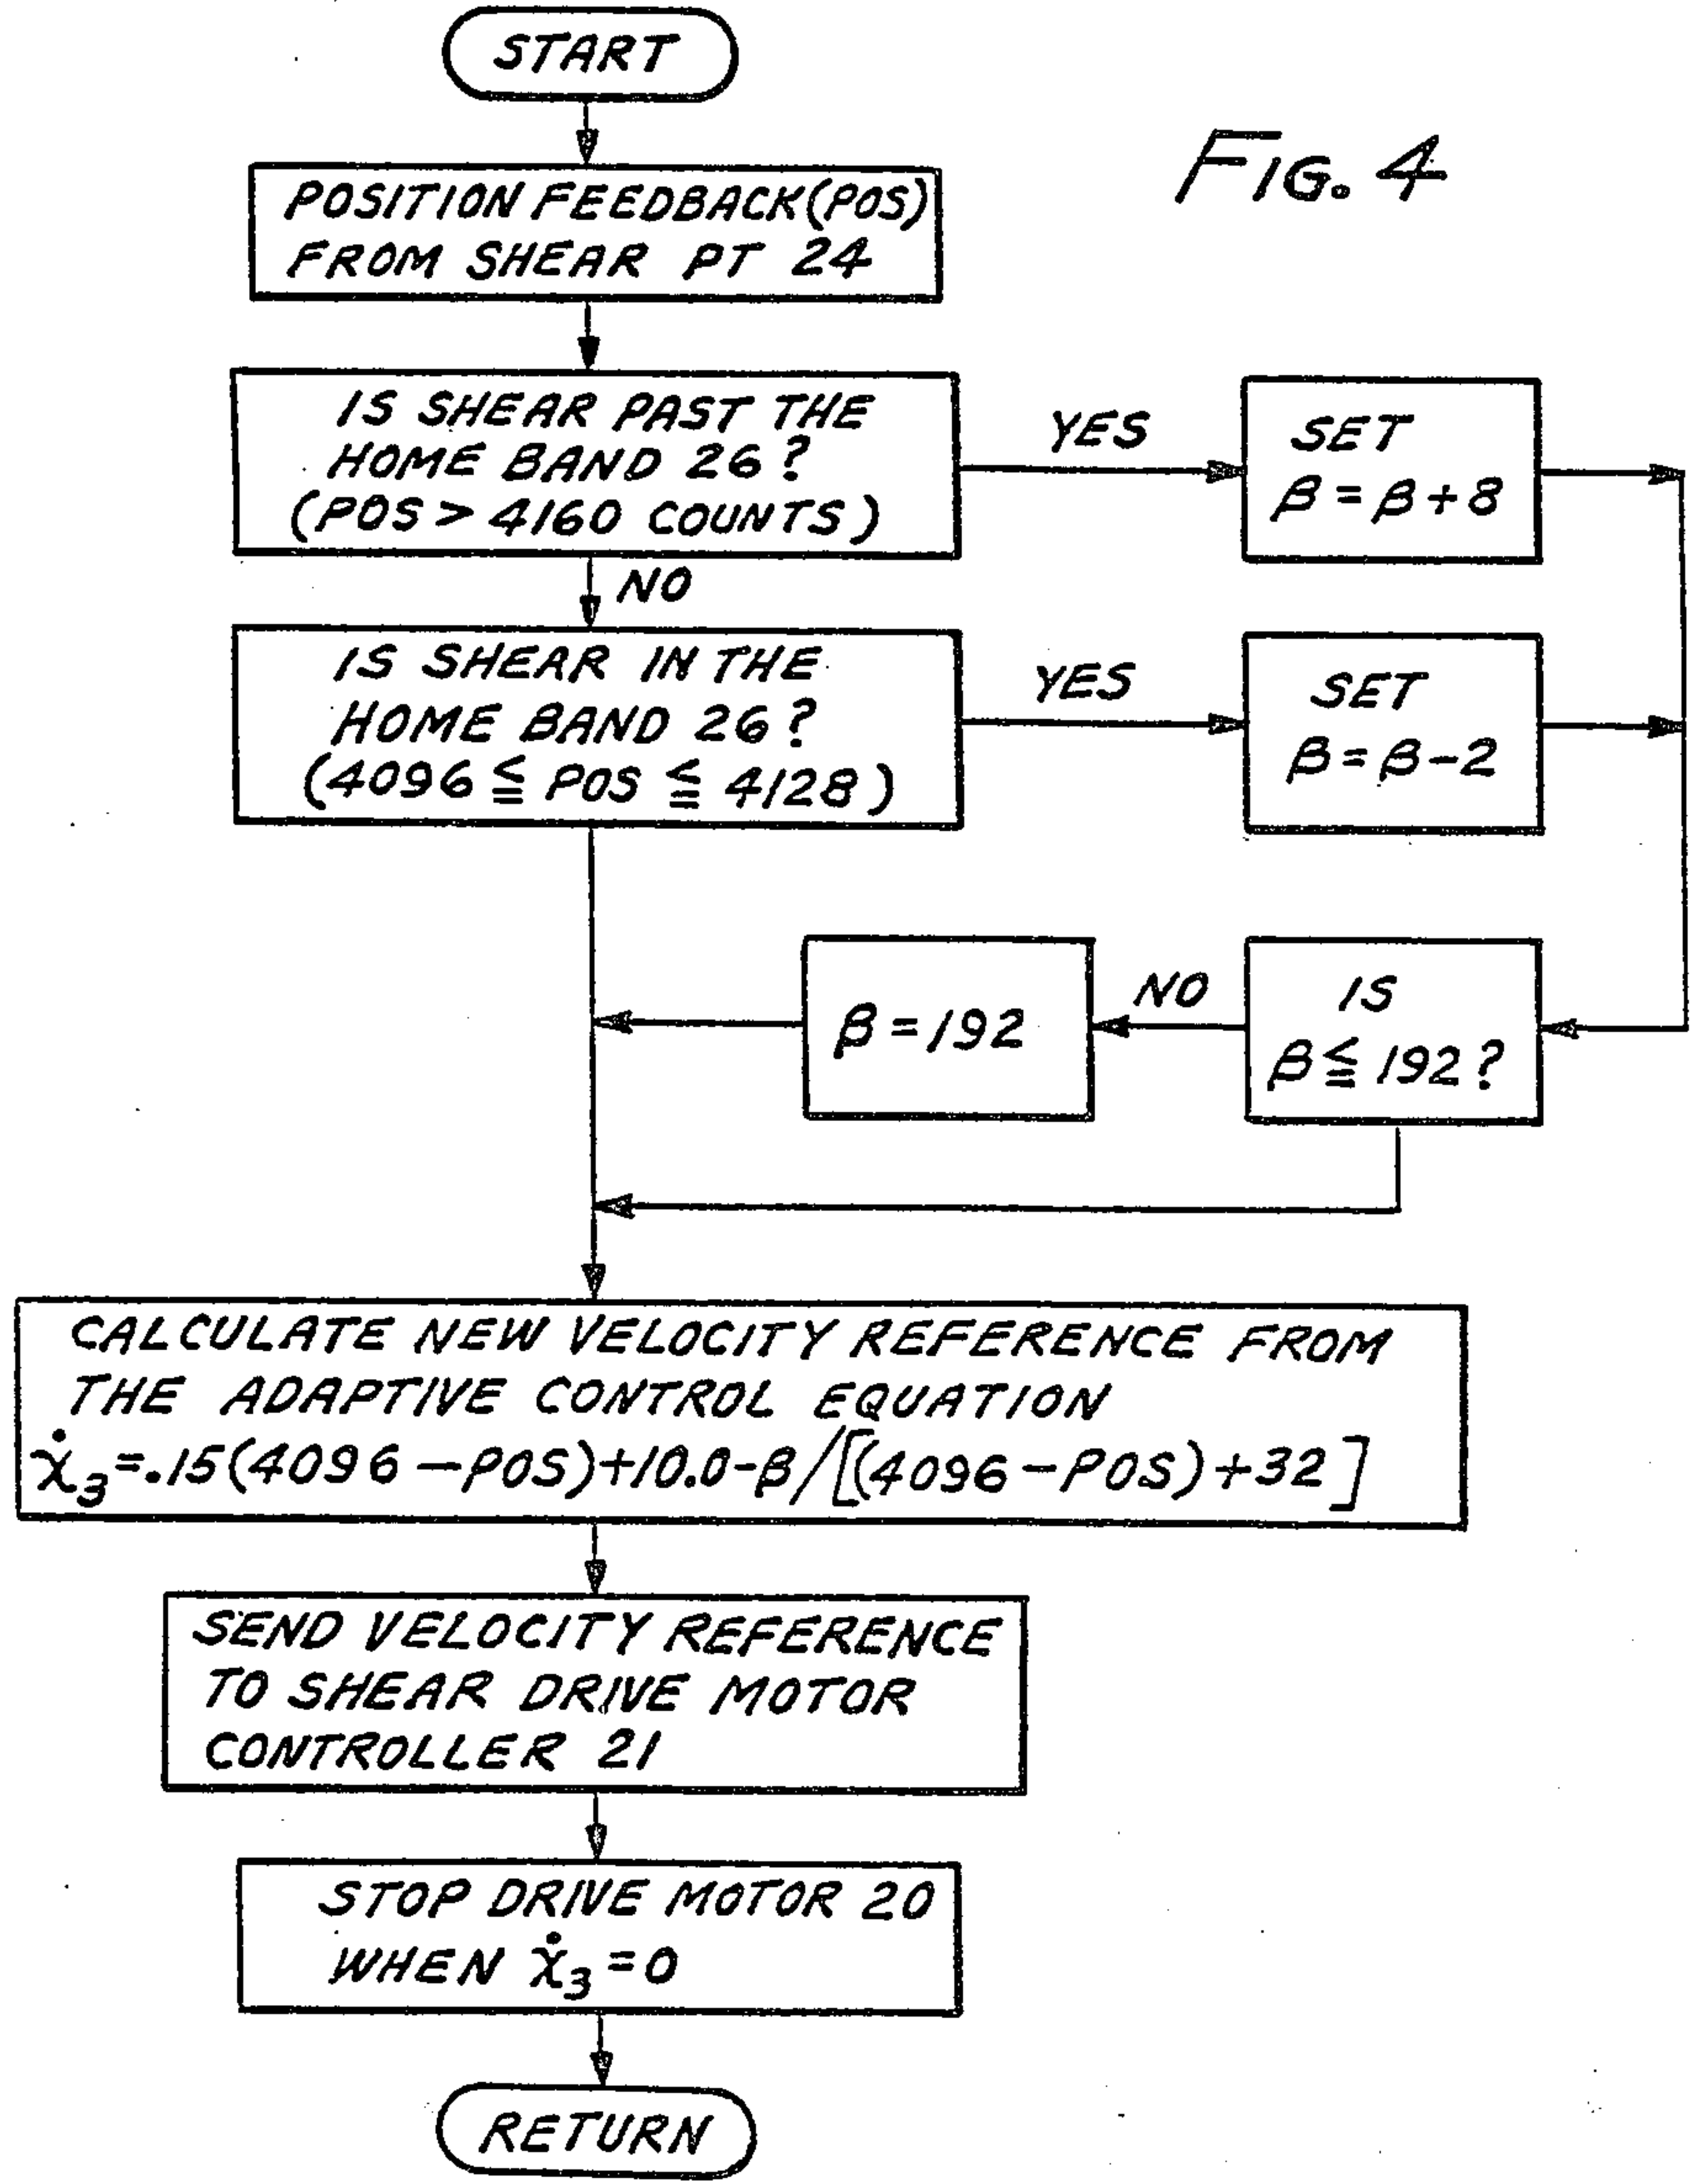 START
FIG. 4
POSITION FEEDBACK (POS)
FROM SHEAR PT 24
IS SHEAR PAST THE
HOME BAND 26?
(POS > 4160 COUNTS)
YES
SET
β = β + 8
NO
IS SHEAR IN THE
HOME BAND 26?
(4096 ≦ POS ≦ 4128)
YES
SET
β = β - 2
IS
β ≦ 192?
NO
β = 192
CALCULATE NEW VELOCITY REFERENCE FROM
THE ADAPTIVE CONTROL EQUATION
ẋ₃ = .15(4096 - POS) + 10.0 - β/[(4096 - POS) + 32]
SEND VELOCITY REFERENCE
TO SHEAR DRIVE MOTOR
CONTROLLER 21
STOP DRIVE MOTOR 20
WHEN ẋ₃ = 0
RETURN